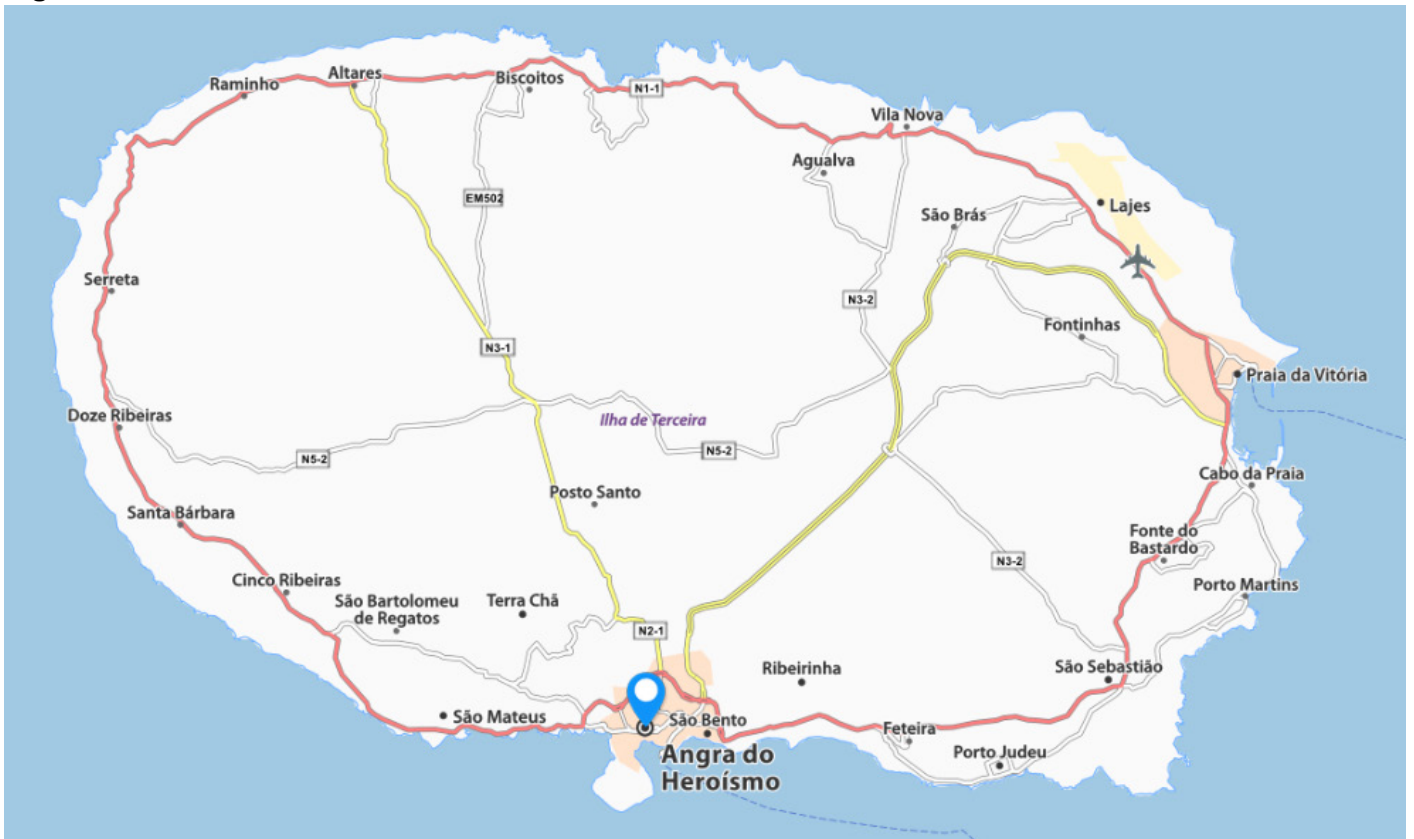 Altares
Biscoitos
Raminho
N1-1
Vila Nova
Agualva
EM502
Lajes
São Brás
Serreta
N3-2
Fontinhas
N3-1
Praia da Vitória
Doze Ribeiras
Ilha de Terceira
N5-2
N5-2
Cabo da Praia
Posto Santo
Santa Bárbara
Fonte do
Bastardo
N3-2
Cinco Ribeiras
Porto Martins
São Bartolomeu
de Regatos
Terra Chã
N2-1
Ribeirinha
São Sebastião
São Mateus
São Bento
Feteira
Angra do
Heroísmo
Porto Judeu